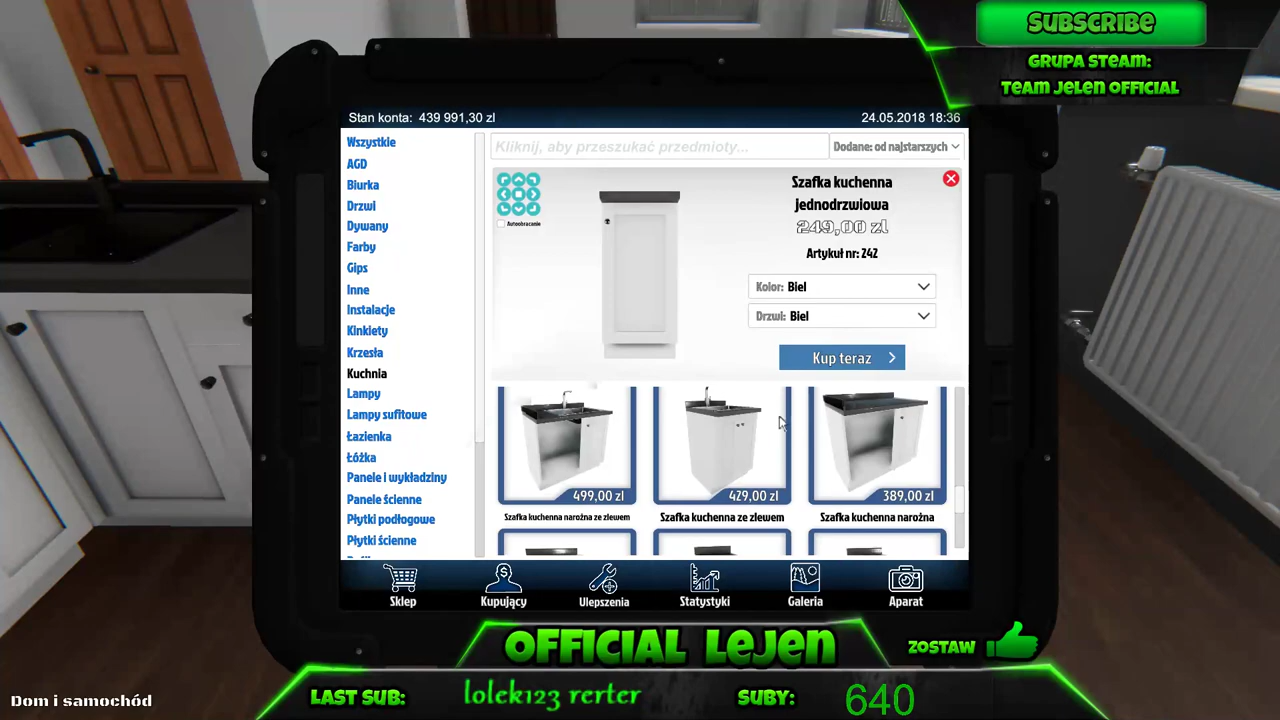 SUBSCRIBE
GRUPA STEAM:
TEAM JELEN OFFICIAL
Stan konta: 439 991,30 zł
24.05.2018 18:36
Wszystkie
AGD
Biurka
Drzwi
Dywany
Farby
Gips
Inne
Instalacje
Kinkiety
Krzesła
Kuchnia
Lampy
Lampy sufitowe
Łazienka
Łóżka
Panele i wykładziny
Panele ścienne
Płytki podłogowe
Płytki ścienne
Kliknij, aby przeszukać przedmioty...
Dodane: od najstarszych
Autoobracanie
Szafka kuchenna
jednodrzwiowa
249,00 zł
Artykuł nr: 242
Kolor: Biel
Drzwi: Biel
Kup teraz
499,00 zł
429,00 zł
389,00 zł
Szafka kuchenna narożna ze zlewem
Szafka kuchenna ze zlewem
Szafka kuchenna narożna
Sklep
Kupujący
Ulepszenia
Statystyki
Galeria
Aparat
OFFICIAL LEJEN
ZOSTAW
LAST SUB:
lolek123 rerter
SUBY:
640
Dom i samochód